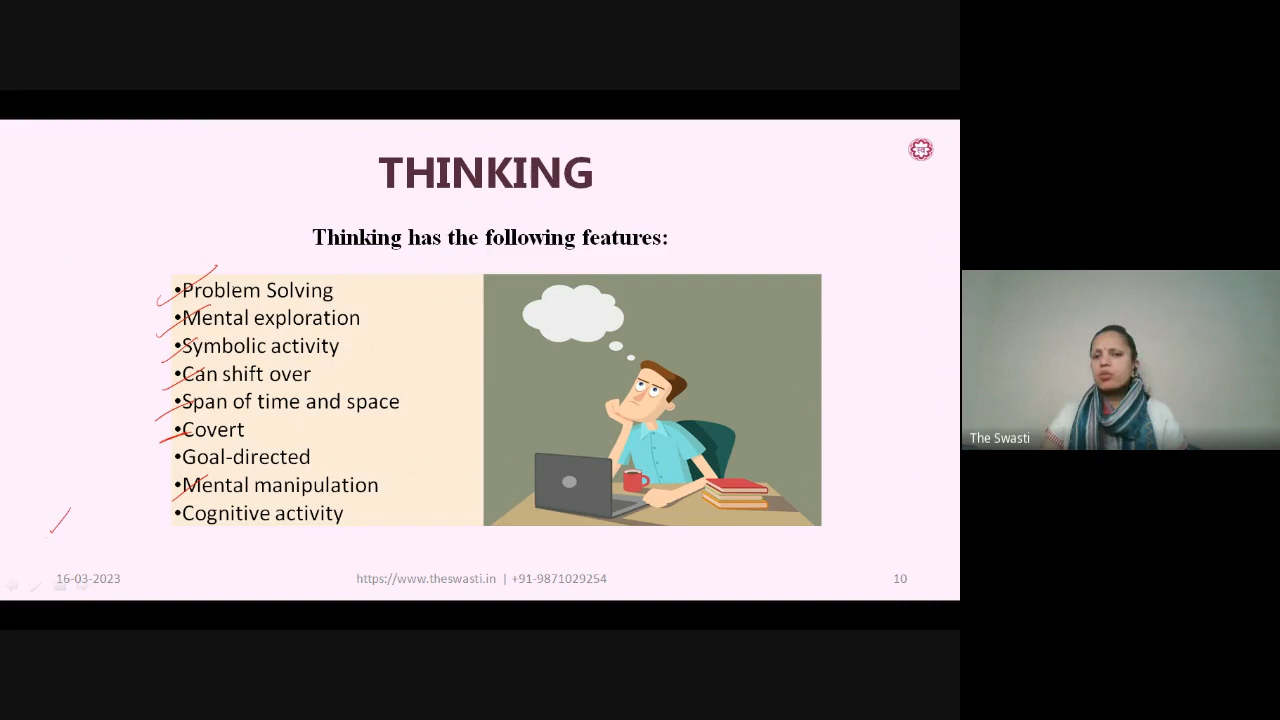 THINKING
Thinking has the following features:
•Problem Solving
•Mental exploration
•Symbolic activity
•Can shift over
•Span of time and space
•Covert
•Goal-directed
•Mental manipulation
•Cognitive activity
The Swasti
16-03-2023
https://www.theswasti.in | +91-9871029254
10